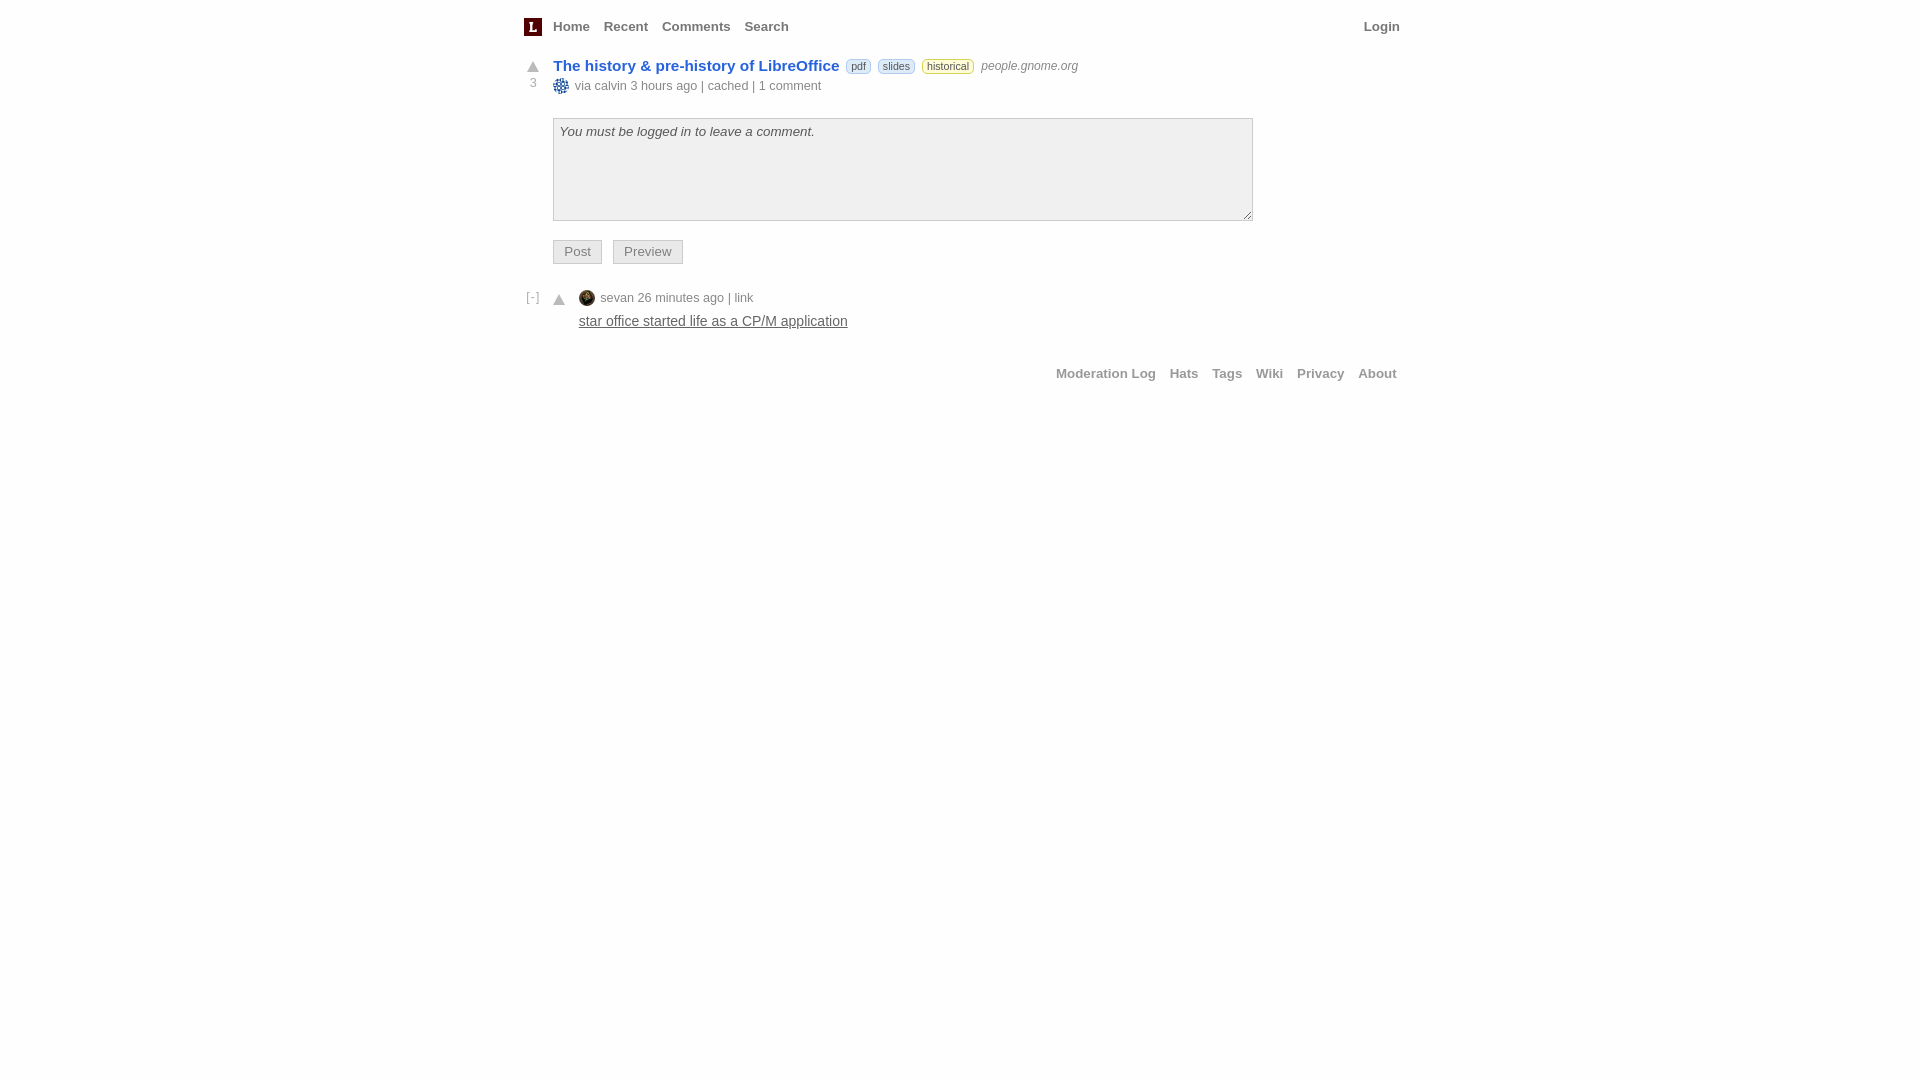 L Home Recent Comments Search Login
The history & pre-history of LibreOffice pdf slides historical people.gnome.org
3
via calvin 3 hours ago | cached | 1 comment
You must be logged in to leave a comment.
Post Preview
[-] sevan 26 minutes ago | link
star office started life as a CP/M application
Moderation Log Hats Tags Wiki Privacy About